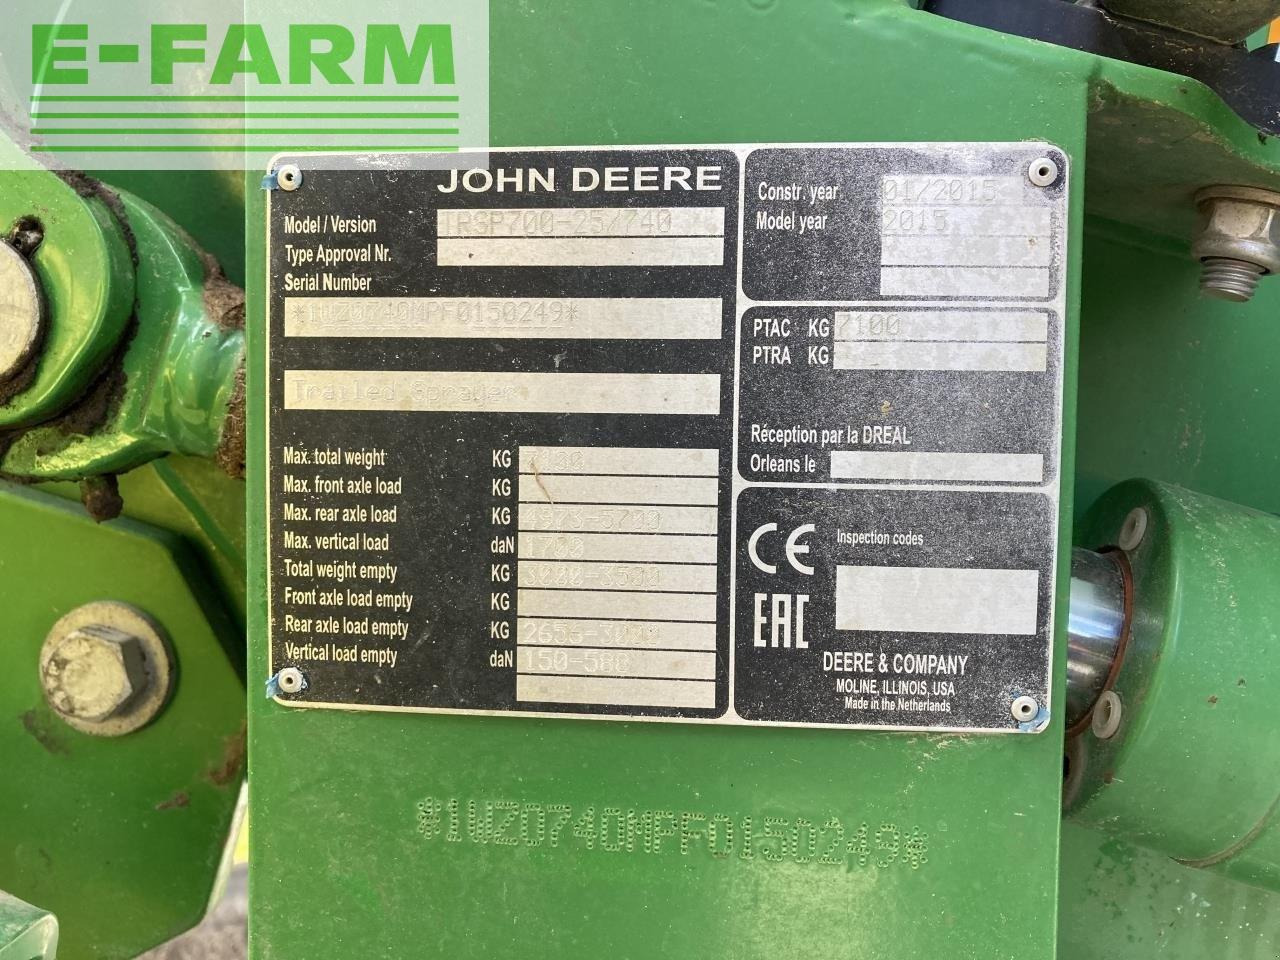 E-FARM
JOHN DEERE
Model / Version TRSP700-25/740
Type Approval Nr.
Serial Number
*1WZ0740MPF0150249*
Trailed Sprayer
Max. total weight KG 7100
Max. front axle load KG
Max. rear axle load KG 4973-5700
Max. vertical load daN 1700
Total weight empty KG 3000-3500
Front axle load empty KG
Rear axle load empty KG 2656-3000
Vertical load empty daN 150-580
Constr. year 01/2015
Model year 2015
PTAC KG 7100
PTRA KG
Réception par la DREAL
Orleans le
CE Inspection codes
EAC
DEERE & COMPANY
MOLINE, ILLINOIS, USA
Made in the Netherlands
*1WZ0740MPF0150249*